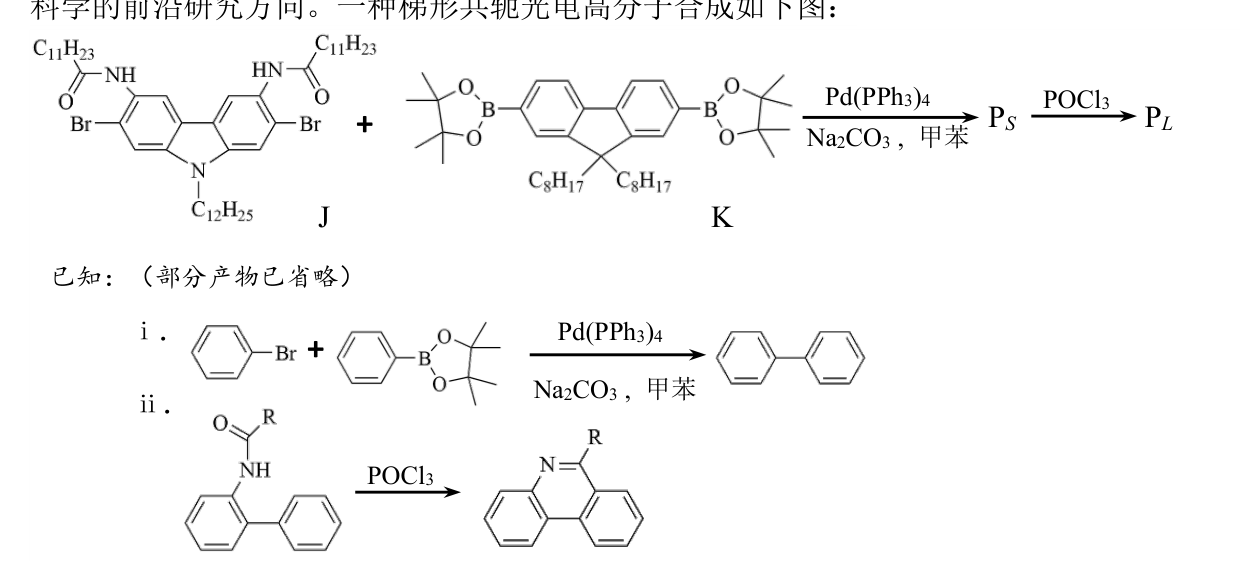 科学的前沿研究方向。一种梯形共轭光电高分子合成如下图：
C₁₁H₂₃ C₁₁H₂₃
NH HN
O O
Br Br
N
C₁₂H₂₅
J
+
O O
B B
O O
C₈H₁₇ C₈H₁₇
K
Pd(PPh₃)₄
Na₂CO₃，甲苯
P_S
POCl₃
P_L
已知：（部分产物已省略）
ⅰ．
Br + B O O
Pd(PPh₃)₄
Na₂CO₃，甲苯
ⅱ．
O R
NH
POCl₃
R
N